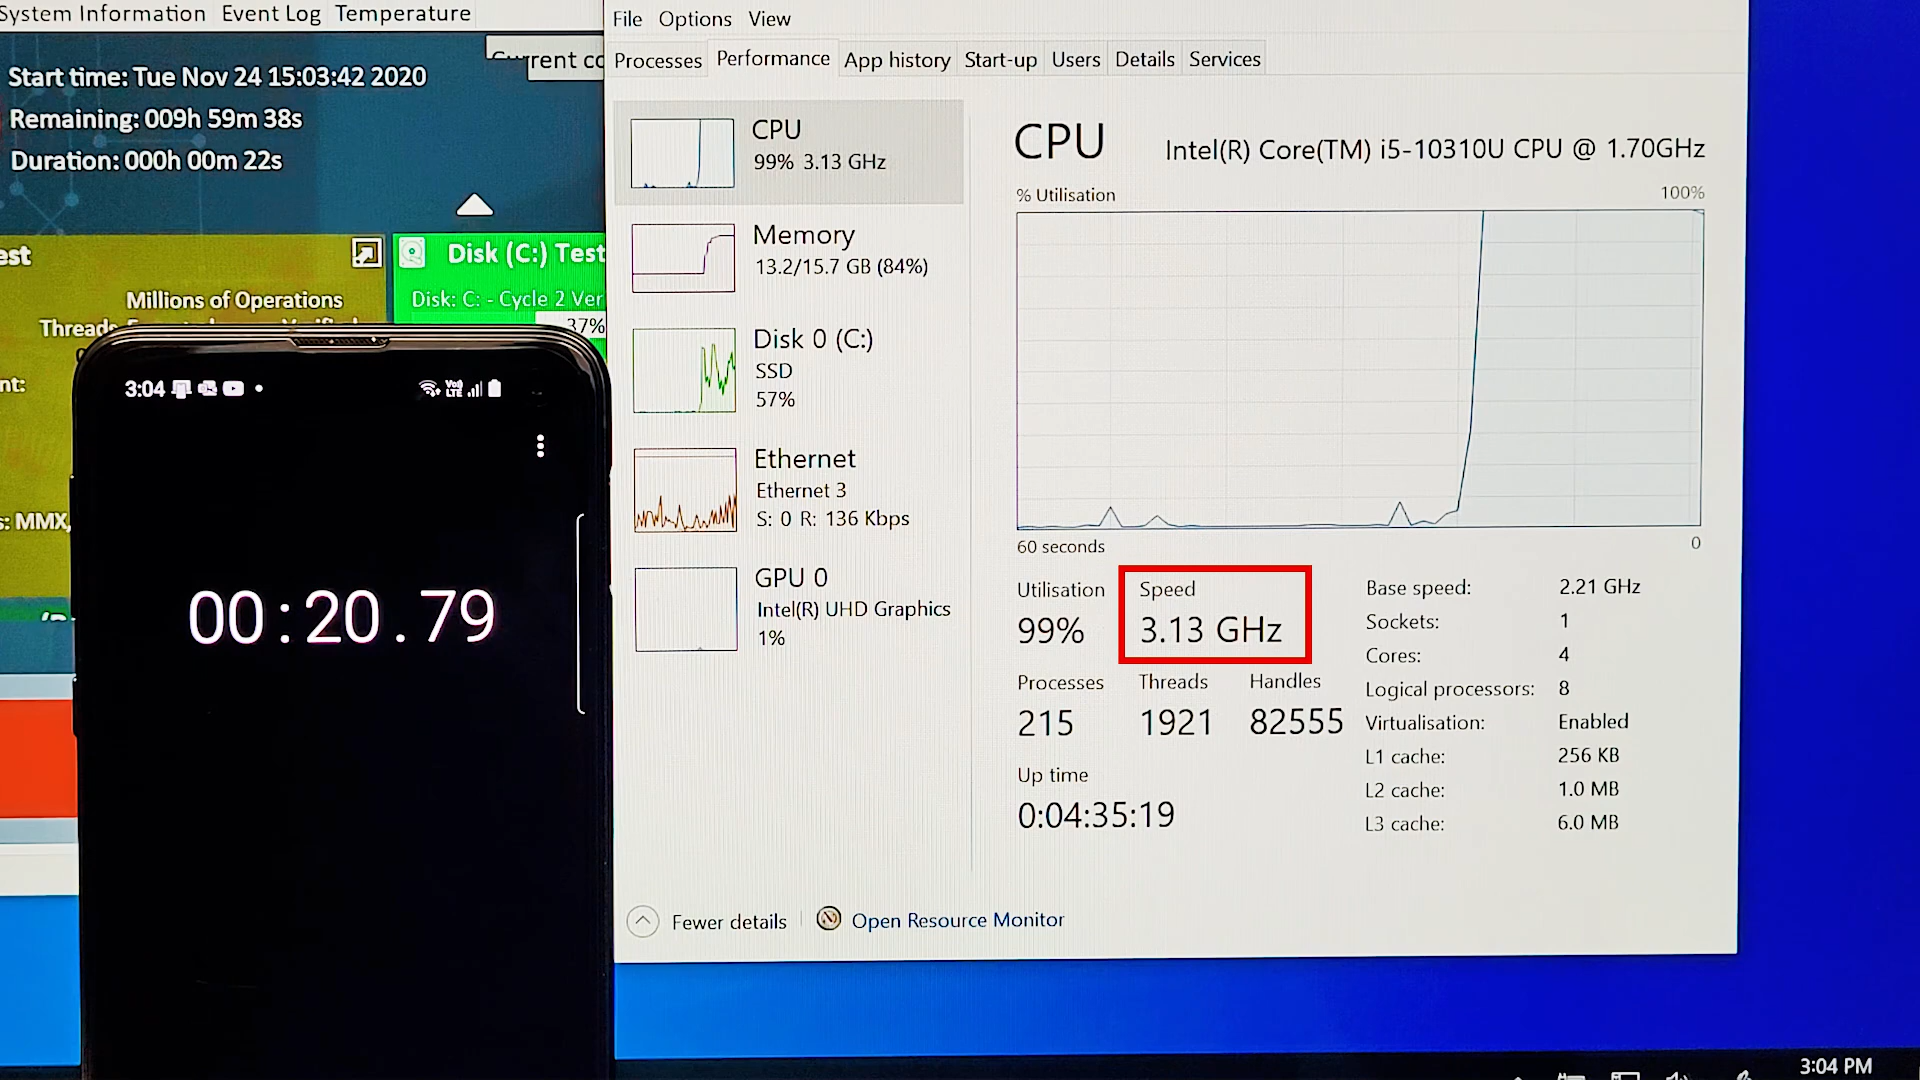 System Information Event Log Temperature
Start time: Tue Nov 24 15:03:42 2020
Remaining: 009h 59m 38s
Duration: 000h 00m 22s
Disk (C:) Test
Millions of Operations
Disk: C: - Cycle 2 Ver
Threads
37%
MMX,
3:04
00:20.79
File Options View
Processes Performance App history Start-up Users Details Services
CPU
99% 3.13 GHz
Memory
13.2/15.7 GB (84%)
Disk 0 (C:)
SSD
57%
Ethernet
Ethernet 3
S: 0 R: 136 Kbps
GPU 0
Intel(R) UHD Graphics
1%
CPU Intel(R) Core(TM) i5-10310U CPU @ 1.70GHz
% Utilisation 100%
60 seconds 0
Utilisation Speed
99% 3.13 GHz
Processes Threads Handles
215 1921 82555
Up time
0:04:35:19
Base speed: 2.21 GHz
Sockets: 1
Cores: 4
Logical processors: 8
Virtualisation: Enabled
L1 cache: 256 KB
L2 cache: 1.0 MB
L3 cache: 6.0 MB
Fewer details Open Resource Monitor
3:04 PM